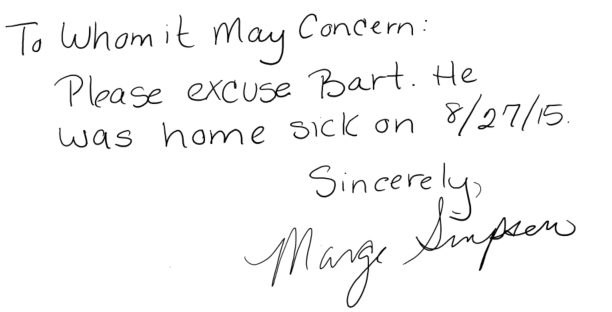 To Whom it May Concern:
Please excuse Bart. He
was home sick on 8/27/15.
Sincerely,
Marge Simpson